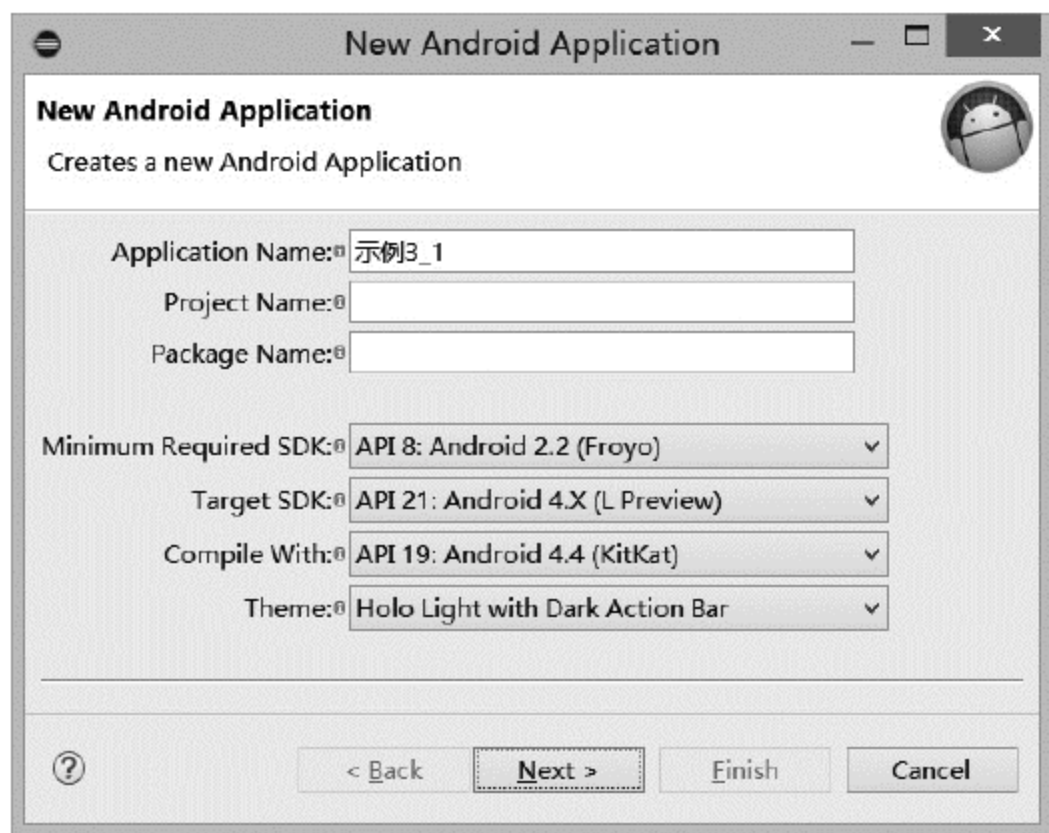 New Android Application
New Android Application
Creates a new Android Application
Application Name: 示例3_1
Project Name:
Package Name:
Minimum Required SDK: API 8: Android 2.2 (Froyo)
Target SDK: API 21: Android 4.X (L Preview)
Compile With: API 19: Android 4.4 (KitKat)
Theme: Holo Light with Dark Action Bar
? < Back Next > Finish Cancel